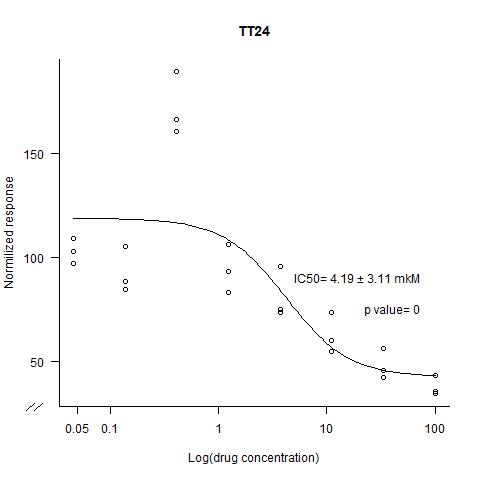 TT24
Normilized response
150
100
50
IC50= 4.19 ± 3.11 mkM
p value= 0
0.05 0.1 1 10 100
Log(drug concentration)